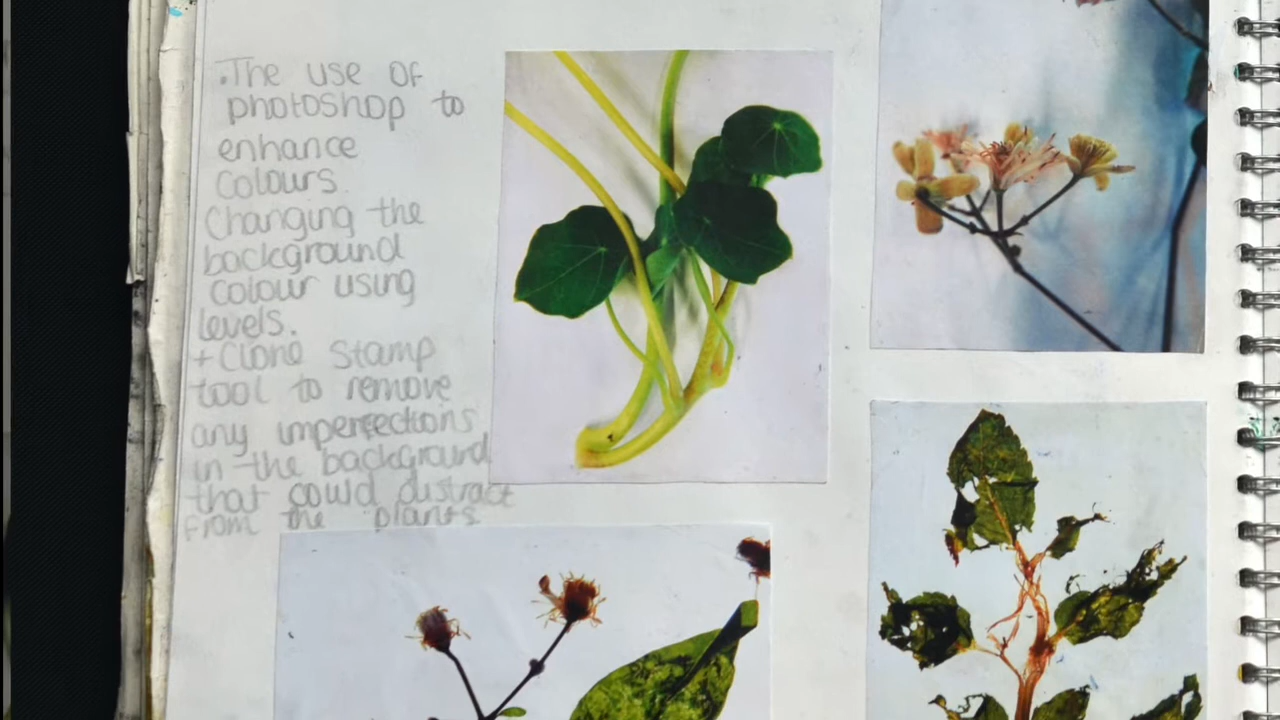 .The use of
photoshop to
enhance
colours.
Changing the
background
colour using
levels.
+ Clone Stamp
tool to remove
any imperfections
in the background
that could distract
from the plants